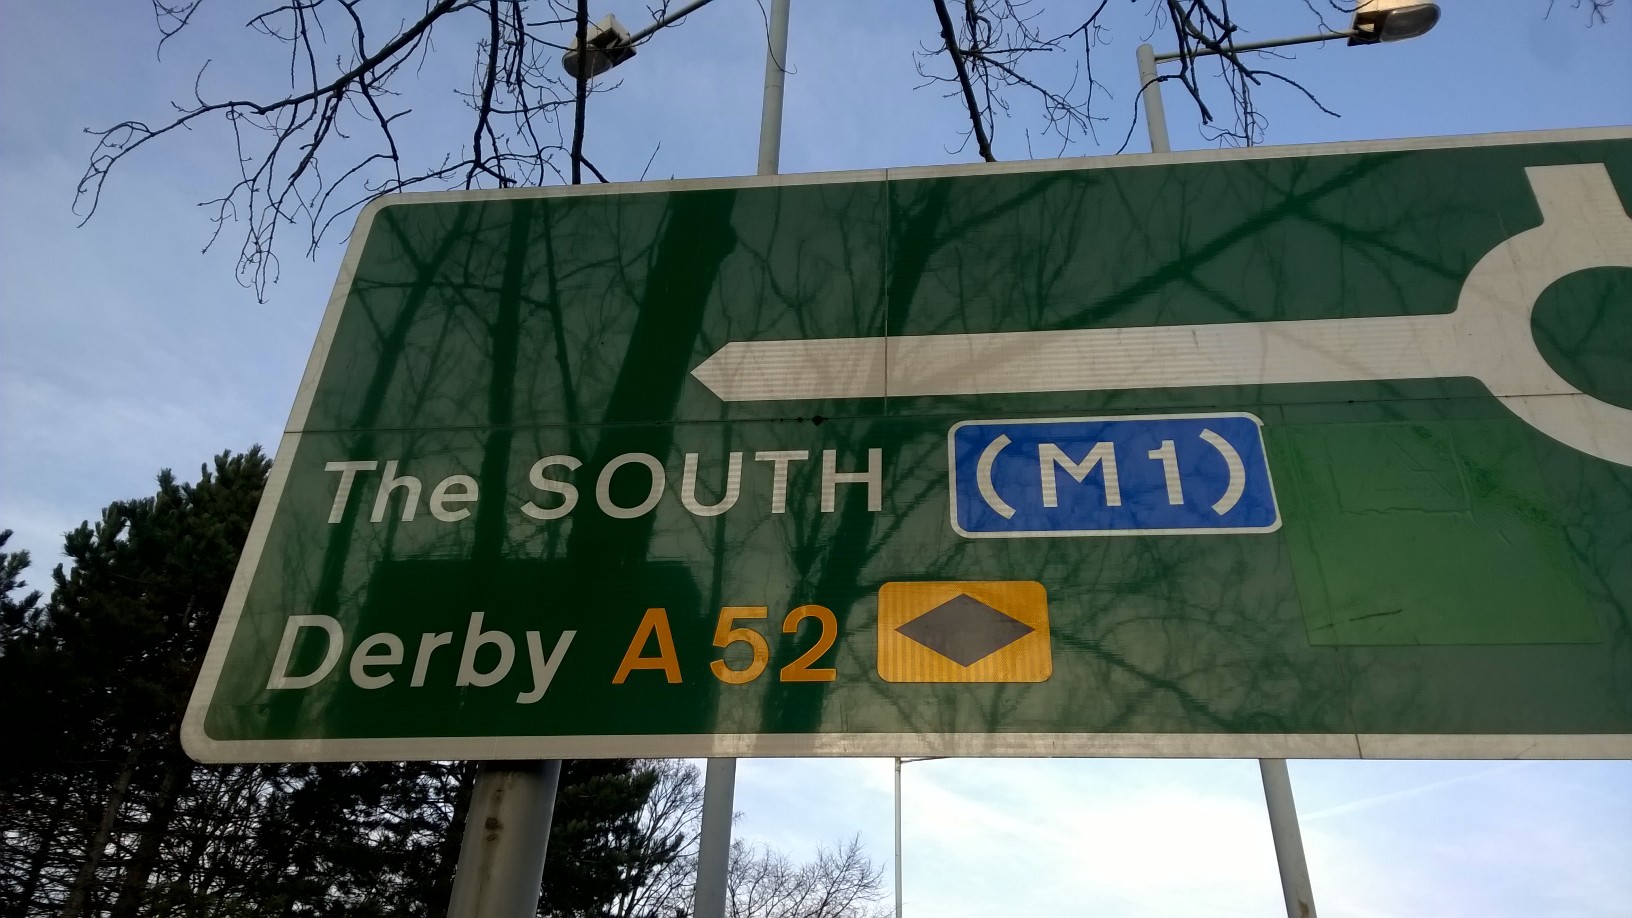 The SOUTH (M1)
Derby A52